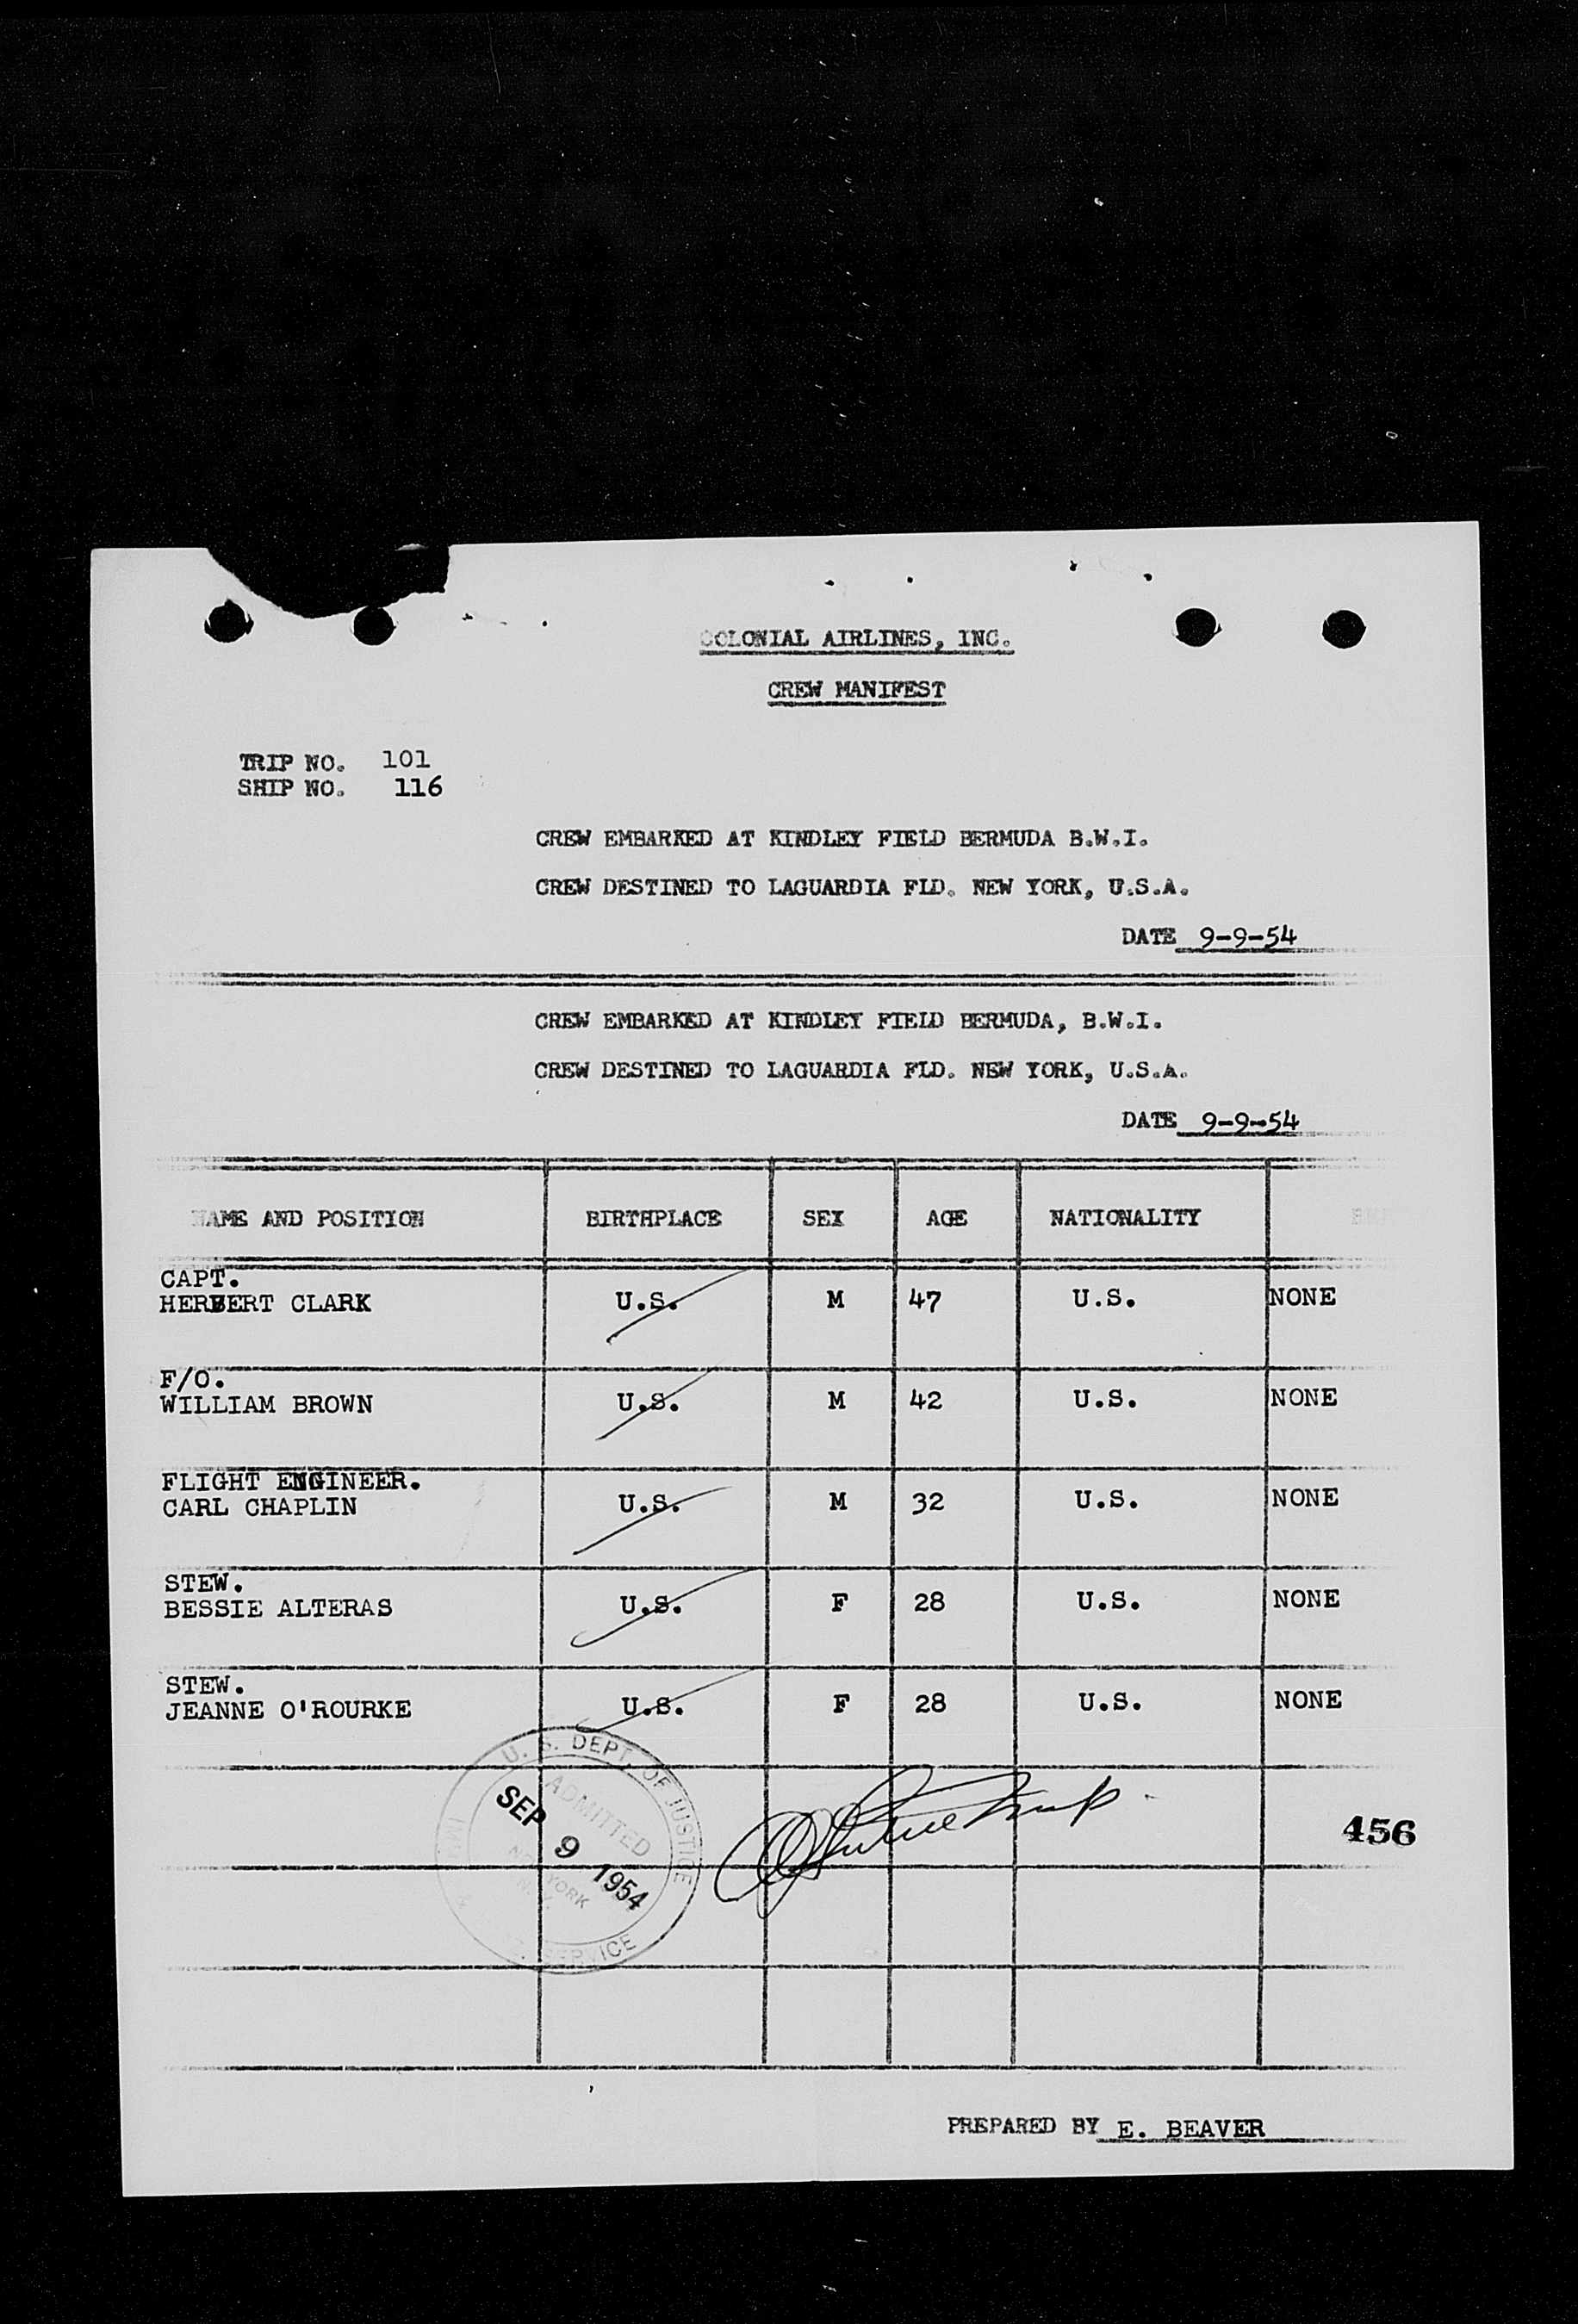 COLONIAL AIRLINES, INC.
CREW MANIFEST
TRIP NO. 101
SHIP NO. 116
CREW EMBARKED AT KINDLEY FIELD BERMUDA B.W.I.
CREW DESTINED TO LAGUARDIA FLD. NEW YORK, U.S.A.
DATE 9-9-54
CREW EMBARKED AT KINDLEY FIELD BERMUDA, B.W.I.
CREW DESTINED TO LAGUARDIA FLD. NEW YORK, U.S.A.
DATE 9-9-54
NAME AND POSITION BIRTHPLACE SEX AGE NATIONALITY
CAPT.
HERBERT CLARK U.S. M 47 U.S. NONE
F/O.
WILLIAM BROWN U.S. M 42 U.S. NONE
FLIGHT ENGINEER.
CARL CHAPLIN U.S. M 32 U.S. NONE
STEW.
BESSIE ALTERAS U.S. F 28 U.S. NONE
STEW.
JEANNE O'ROURKE U.S. F 28 U.S. NONE
U. S. DEPT. OF JUSTICE
ADMITTED
SEP 9 1954
NEW YORK
N. Y.
SERVICE
456
PREPARED BY E. BEAVER